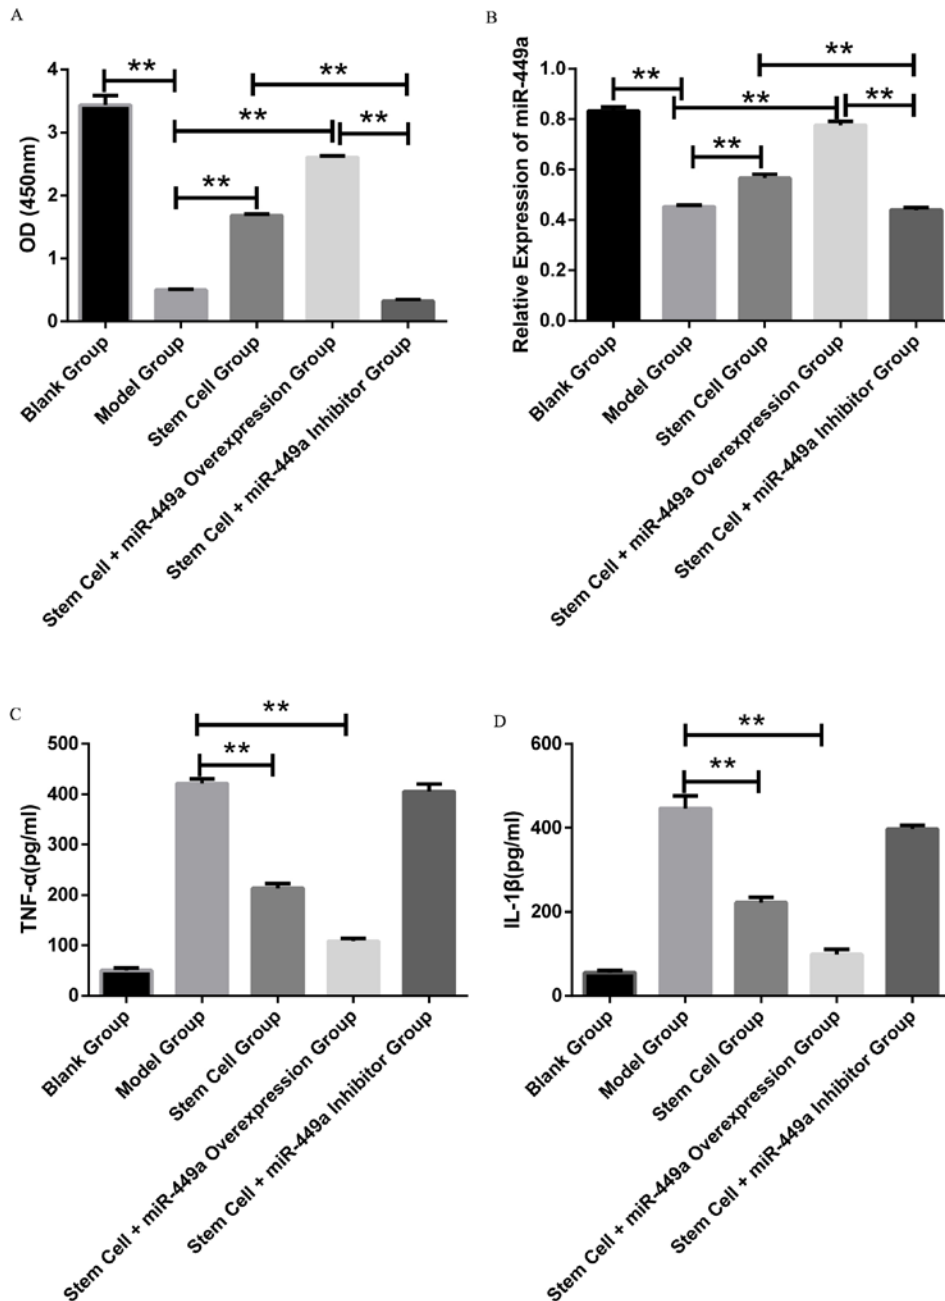 A
**
**
**
**
**
OD (450nm)
4
3
2
1
0
Blank Group
Model Group
Stem Cell Group
Stem Cell + miR-449a Overexpression Group
Stem Cell + miR-449a Inhibitor Group
B
**
**
**
**
**
Relative Expression of miR-449a
1.0
0.8
0.6
0.4
0.2
0.0
Blank Group
Model Group
Stem Cell Group
Stem Cell + miR-449a Overexpression Group
Stem Cell + miR-449a Inhibitor Group
C
**
**
TNF-α(pg/ml)
500
400
300
200
100
0
Blank Group
Model Group
Stem Cell Group
Stem Cell + miR-449a Overexpression Group
Stem Cell + miR-449a Inhibitor Group
D
**
**
IL-1β(pg/ml)
600
400
200
0
Blank Group
Model Group
Stem Cell Group
Stem Cell + miR-449a Overexpression Group
Stem Cell + miR-449a Inhibitor Group